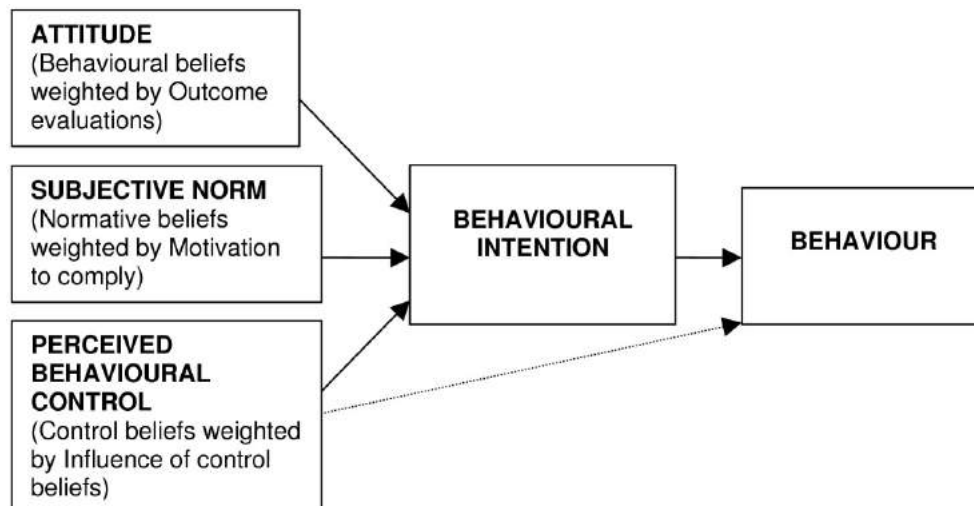 ATTITUDE
(Behavioural beliefs
weighted by Outcome
evaluations)
SUBJECTIVE NORM
(Normative beliefs
weighted by Motivation
to comply)
PERCEIVED
BEHAVIOURAL
CONTROL
(Control beliefs weighted
by Influence of control
beliefs)
BEHAVIOURAL
INTENTION
BEHAVIOUR